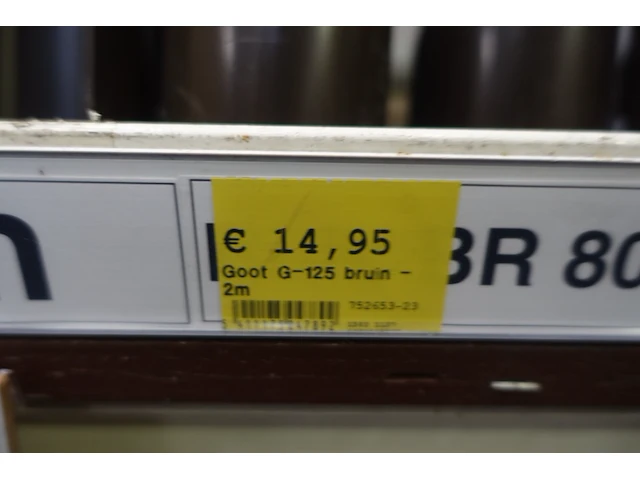 € 14,95
Goot G-125 bruin -
2m
752653-23
BR 80